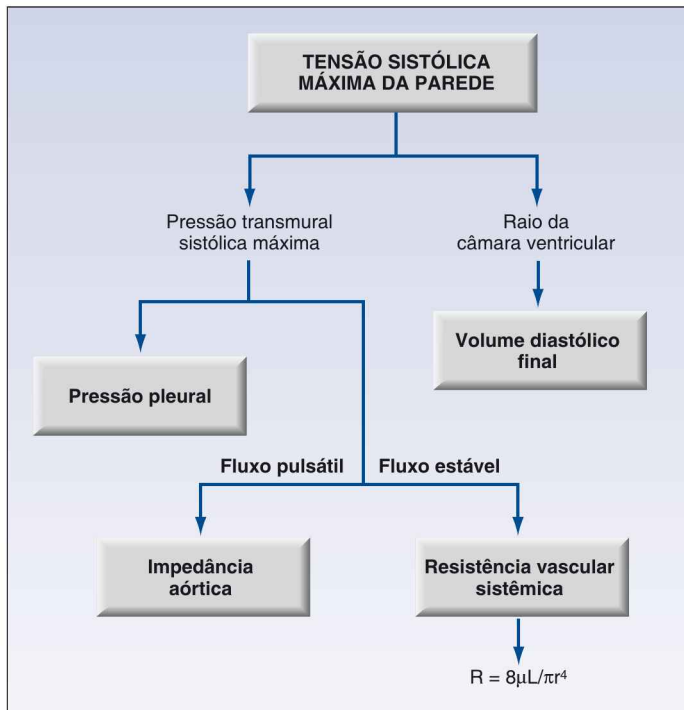 TENSÃO SISTÓLICA
MÁXIMA DA PAREDE
Pressão transmural
sistólica máxima
Raio da
câmara ventricular
Volume diastólico
final
Pressão pleural
Fluxo pulsátil
Fluxo estável
Impedância
aórtica
Resistência vascular
sistêmica
R = 8μL/πr⁴